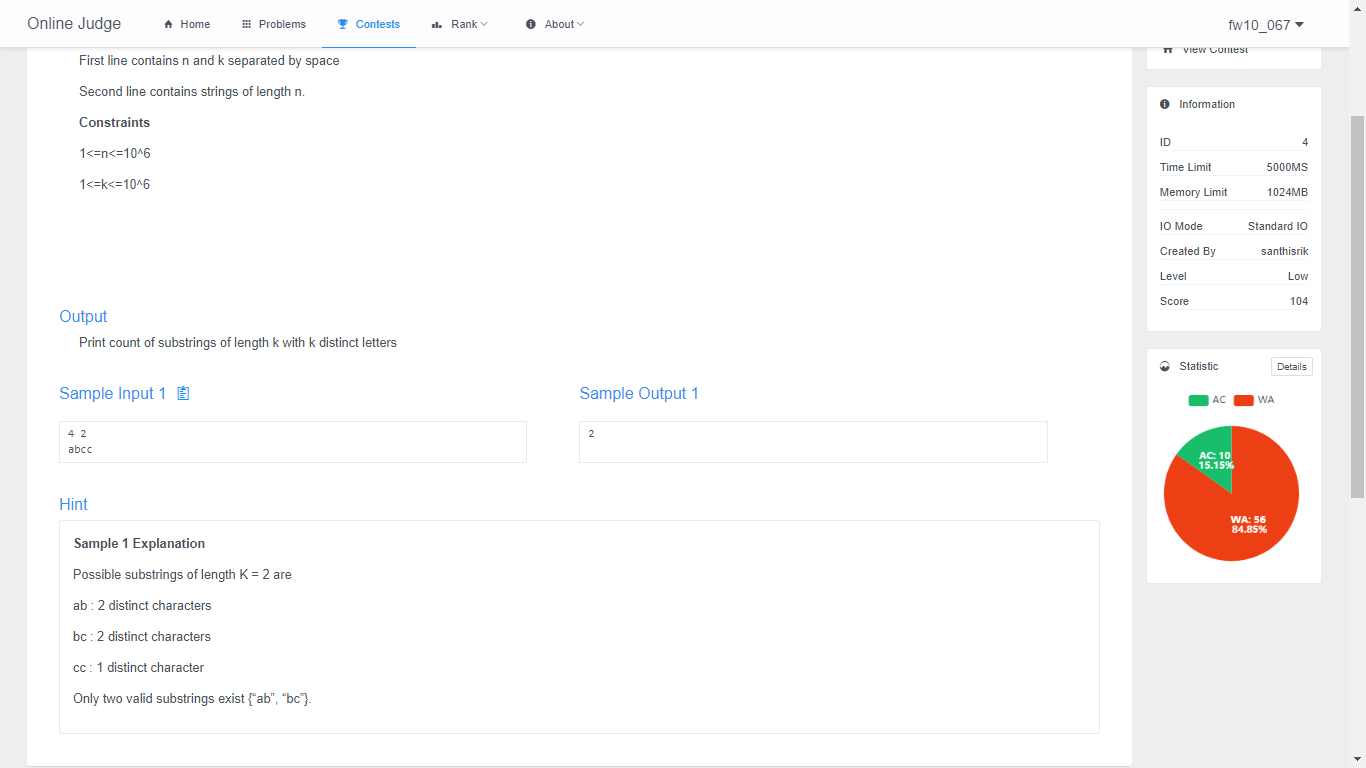 Online Judge
Home
Problems
Contests
Rank
About
fw10_067
First line contains n and k separated by space
Second line contains strings of length n.
Constraints
1<=n<=10^6
1<=k<=10^6
Output
Print count of substrings of length k with k distinct letters
Sample Input 1
4 2
abcc
Sample Output 1
2
Hint
Sample 1 Explanation
Possible substrings of length K = 2 are
ab : 2 distinct characters
bc : 2 distinct characters
cc : 1 distinct character
Only two valid substrings exist {“ab”, “bc”}.
View Contest
Information
ID 4
Time Limit 5000MS
Memory Limit 1024MB
IO Mode Standard IO
Created By santhisrik
Level Low
Score 104
Statistic
Details
AC WA
AC: 10
15.15%
WA: 56
84.85%